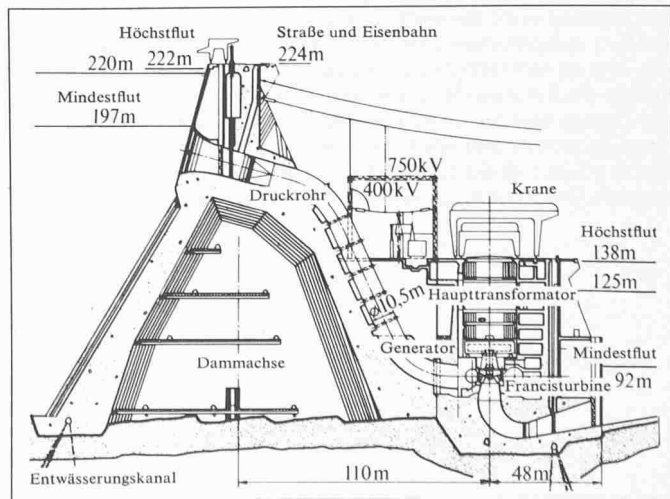 Höchstflut
Straße und Eisenbahn
220m
222m
224m
Mindestflut
197m
750kV
400kV
Krane
Druckrohr
Höchstflut
138m
125m
Haupttransformator
ø10,5m
Generator
Mindestflut
Dammachse
Francisturbine
92m
Entwässerungskanal
110m
48m